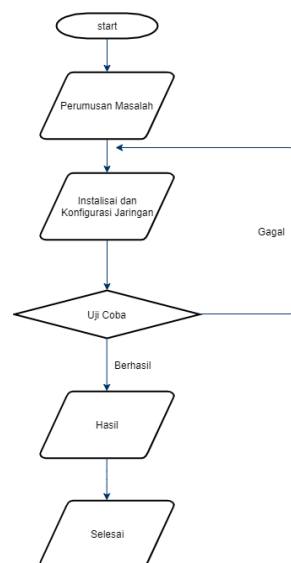 start
Perumusan Masalah
Instalisai dan
Konfigurasi Jaringan
Gagal
Uji Coba
Berhasil
Hasil
Selesai